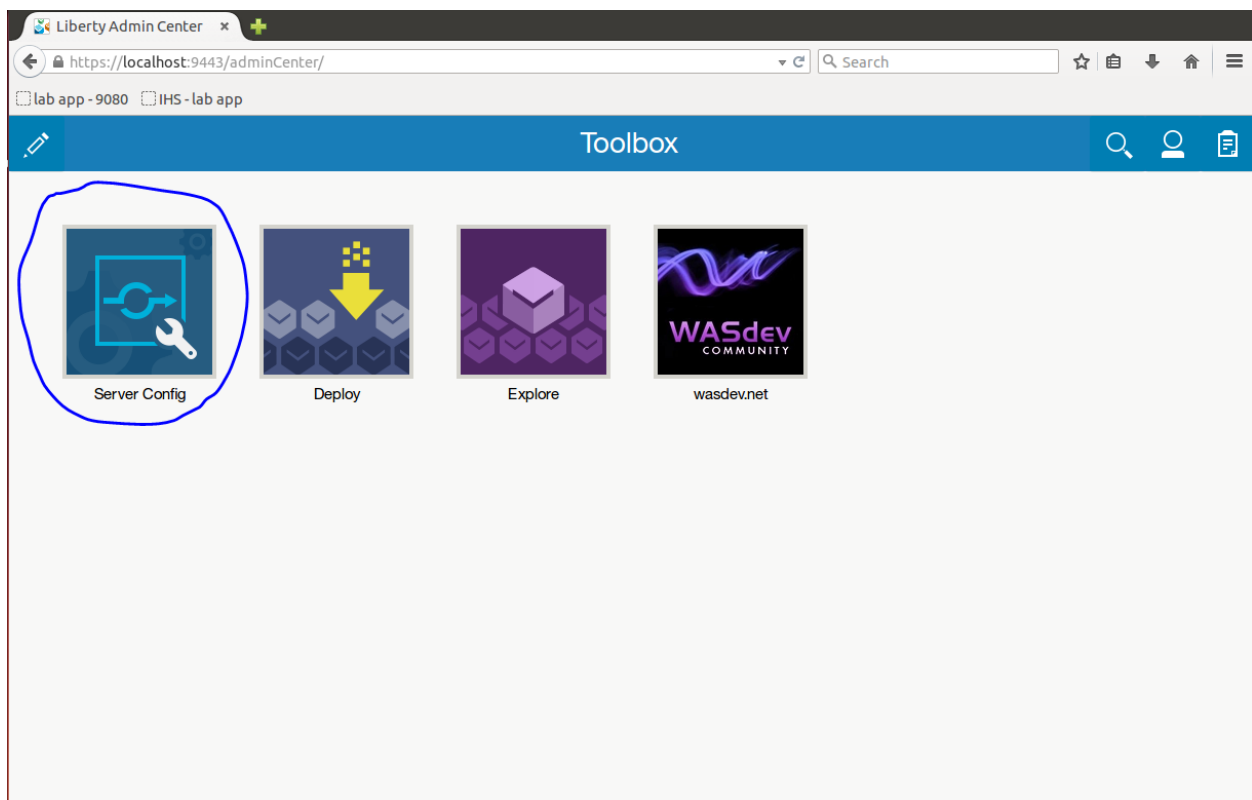 Liberty Admin Center
https://localhost:9443/adminCenter/
Search
lab app - 9080 IHS - lab app
Toolbox
WASdev
COMMUNITY
Server Config Deploy Explore wasdev.net